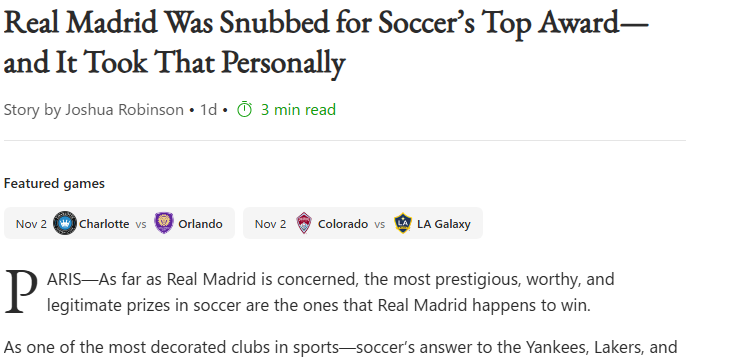 Real Madrid Was Snubbed for Soccer’s Top Award—
and It Took That Personally
Story by Joshua Robinson • 1d • 3 min read
Featured games
Nov 2 Charlotte vs Orlando Nov 2 Colorado vs LA Galaxy
PARIS—As far as Real Madrid is concerned, the most prestigious, worthy, and
legitimate prizes in soccer are the ones that Real Madrid happens to win.
As one of the most decorated clubs in sports—soccer’s answer to the Yankees, Lakers, and